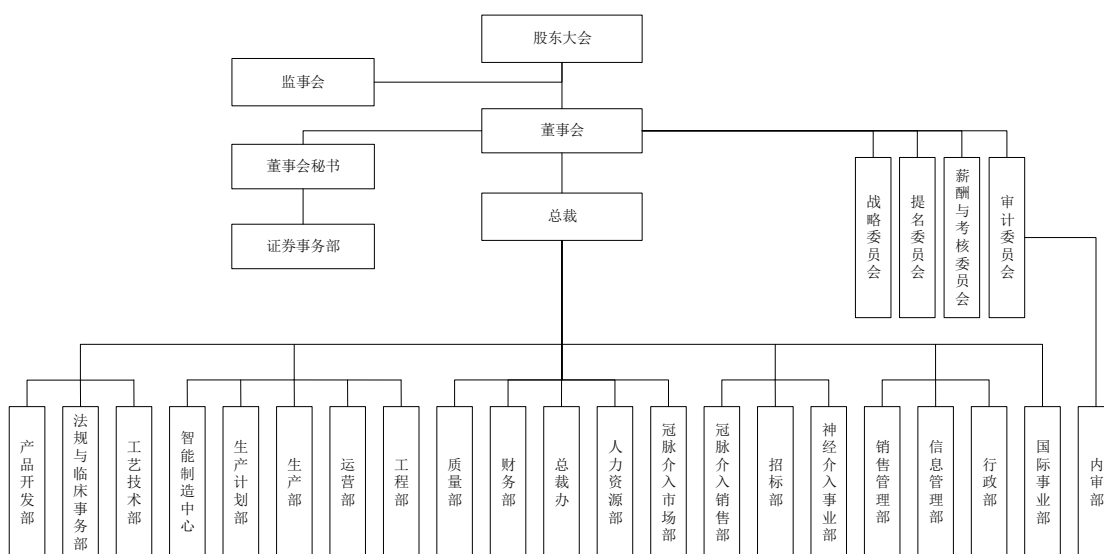 股东大会
监事会
董事会
董事会秘书
总裁
证券事务部
战略委员会
提名委员会
薪酬与考核委员会
审计委员会
产品开发部
法规与临床事务部
工艺技术部
智能制造中心
生产计划部
生产部
运营部
工程部
质量部
财务部
总裁办
人力资源部
冠脉介入市场部
冠脉介入销售部
招标部
神经介入事业部
销售管理部
信息管理部
行政部
国际事业部
内审部